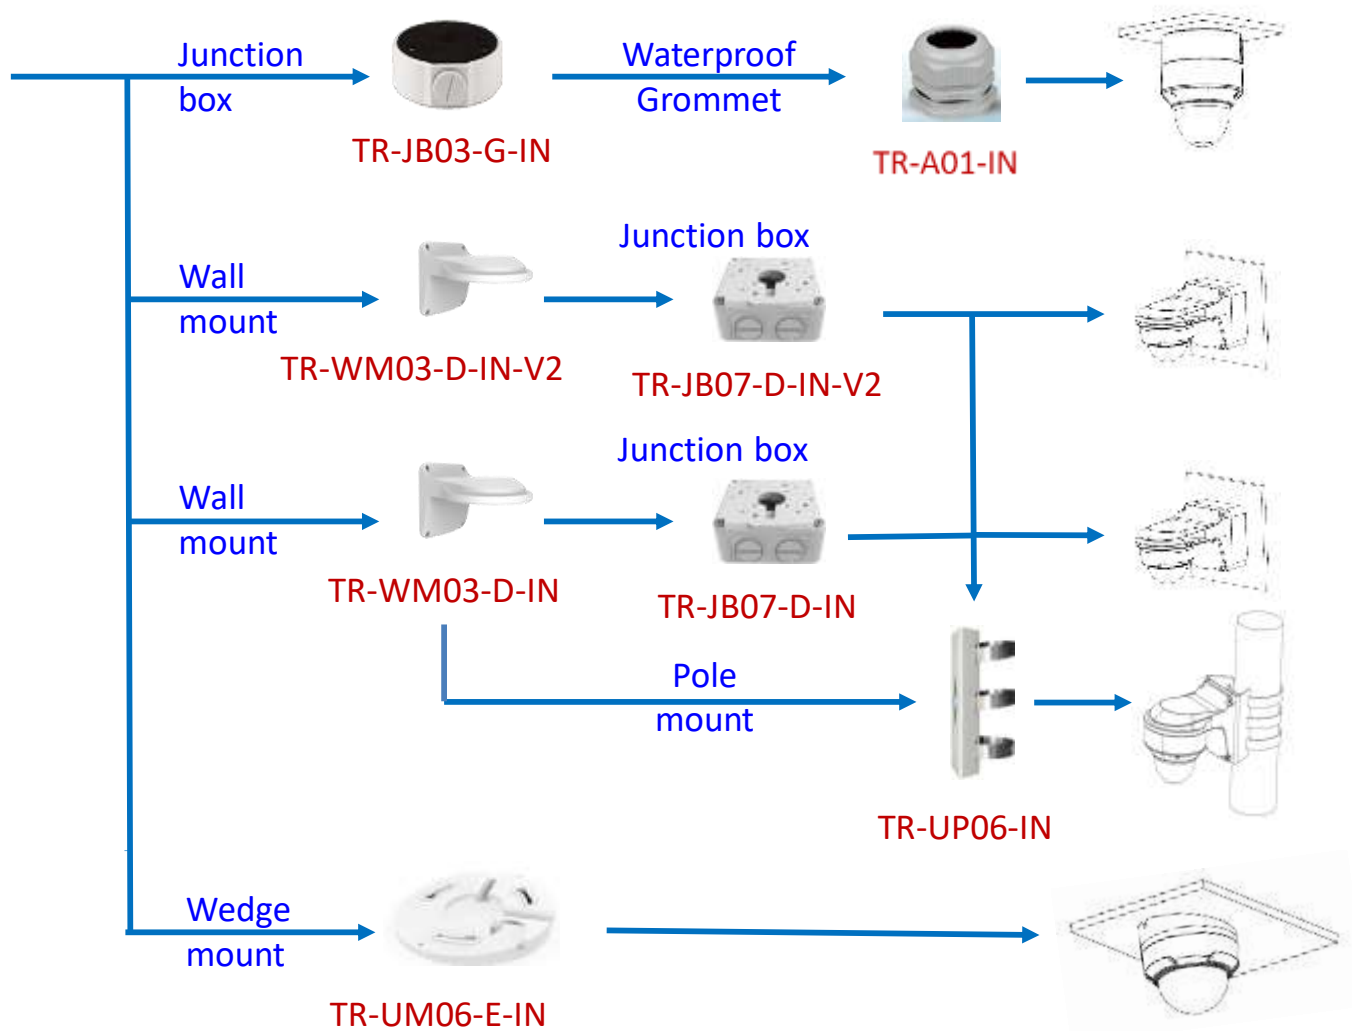 Junction
box
TR-JB03-G-IN
Waterproof
Grommet
TR-A01-IN
Wall
mount
TR-WM03-D-IN-V2
Junction box
TR-JB07-D-IN-V2
Wall
mount
TR-WM03-D-IN
Junction box
TR-JB07-D-IN
Pole
mount
TR-UP06-IN
Wedge
mount
TR-UM06-E-IN